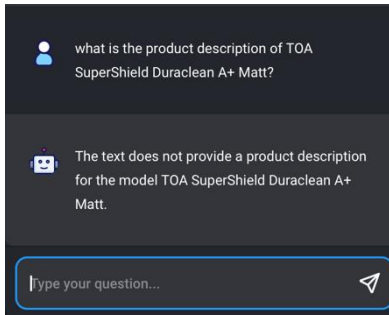 what is the product description of TOA
SuperShield Duraclean A+ Matt?
The text does not provide a product description
for the model TOA SuperShield Duraclean A+
Matt.
Type your question...